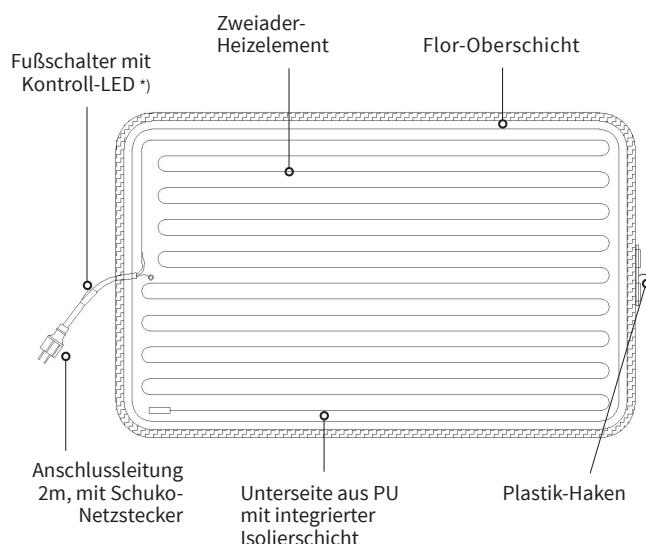 Zweiader-
Heizelement
Flor-Oberschicht
Fußschalter mit
Kontroll-LED *)
Anschlussleitung
2m, mit Schuko-
Netzstecker
Unterseite aus PU
mit integrierter
Isolierschicht
Plastik-Haken